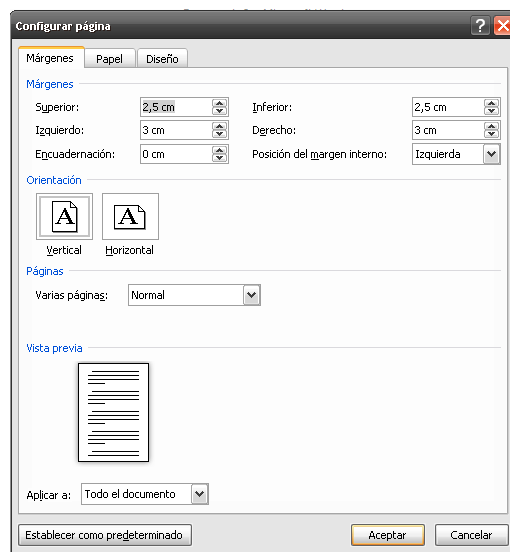 Configurar página
Márgenes Papel Diseño
Márgenes
Superior: 2,5 cm Inferior: 2,5 cm
Izquierdo: 3 cm Derecho: 3 cm
Encuadernación: 0 cm Posición del margen interno: Izquierda
Orientación
A A
Vertical Horizontal
Páginas
Varias páginas: Normal
Vista previa
Aplicar a: Todo el documento
Establecer como predeterminado Aceptar Cancelar